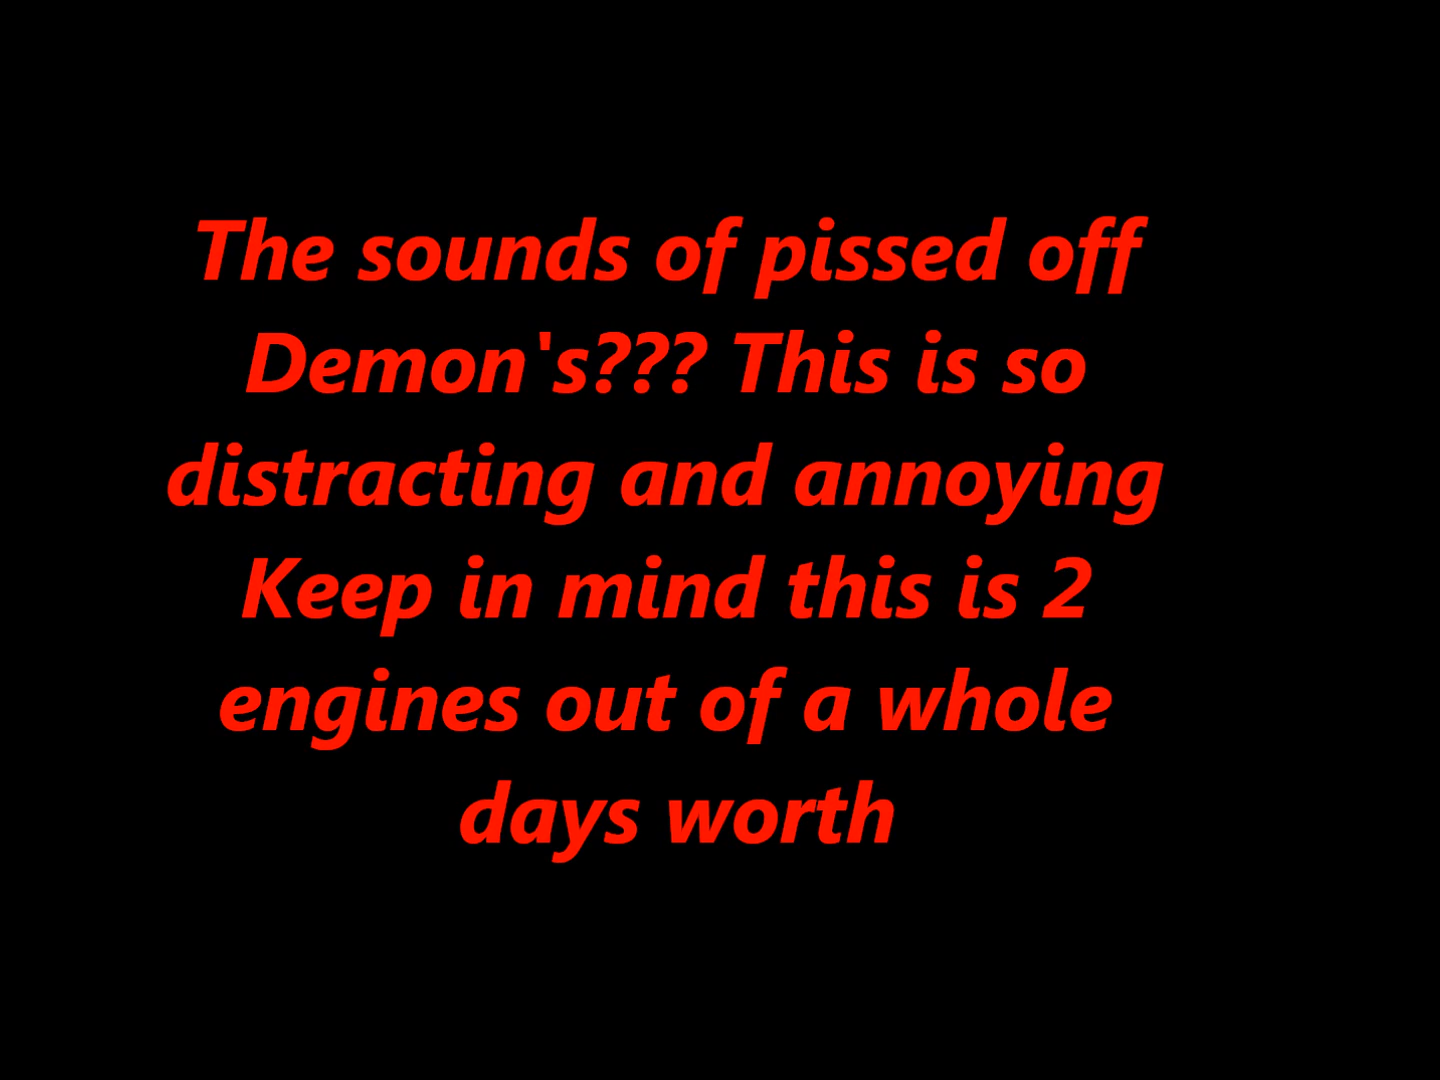 The sounds of pissed off
Demon's??? This is so
distracting and annoying
Keep in mind this is 2
engines out of a whole
days worth